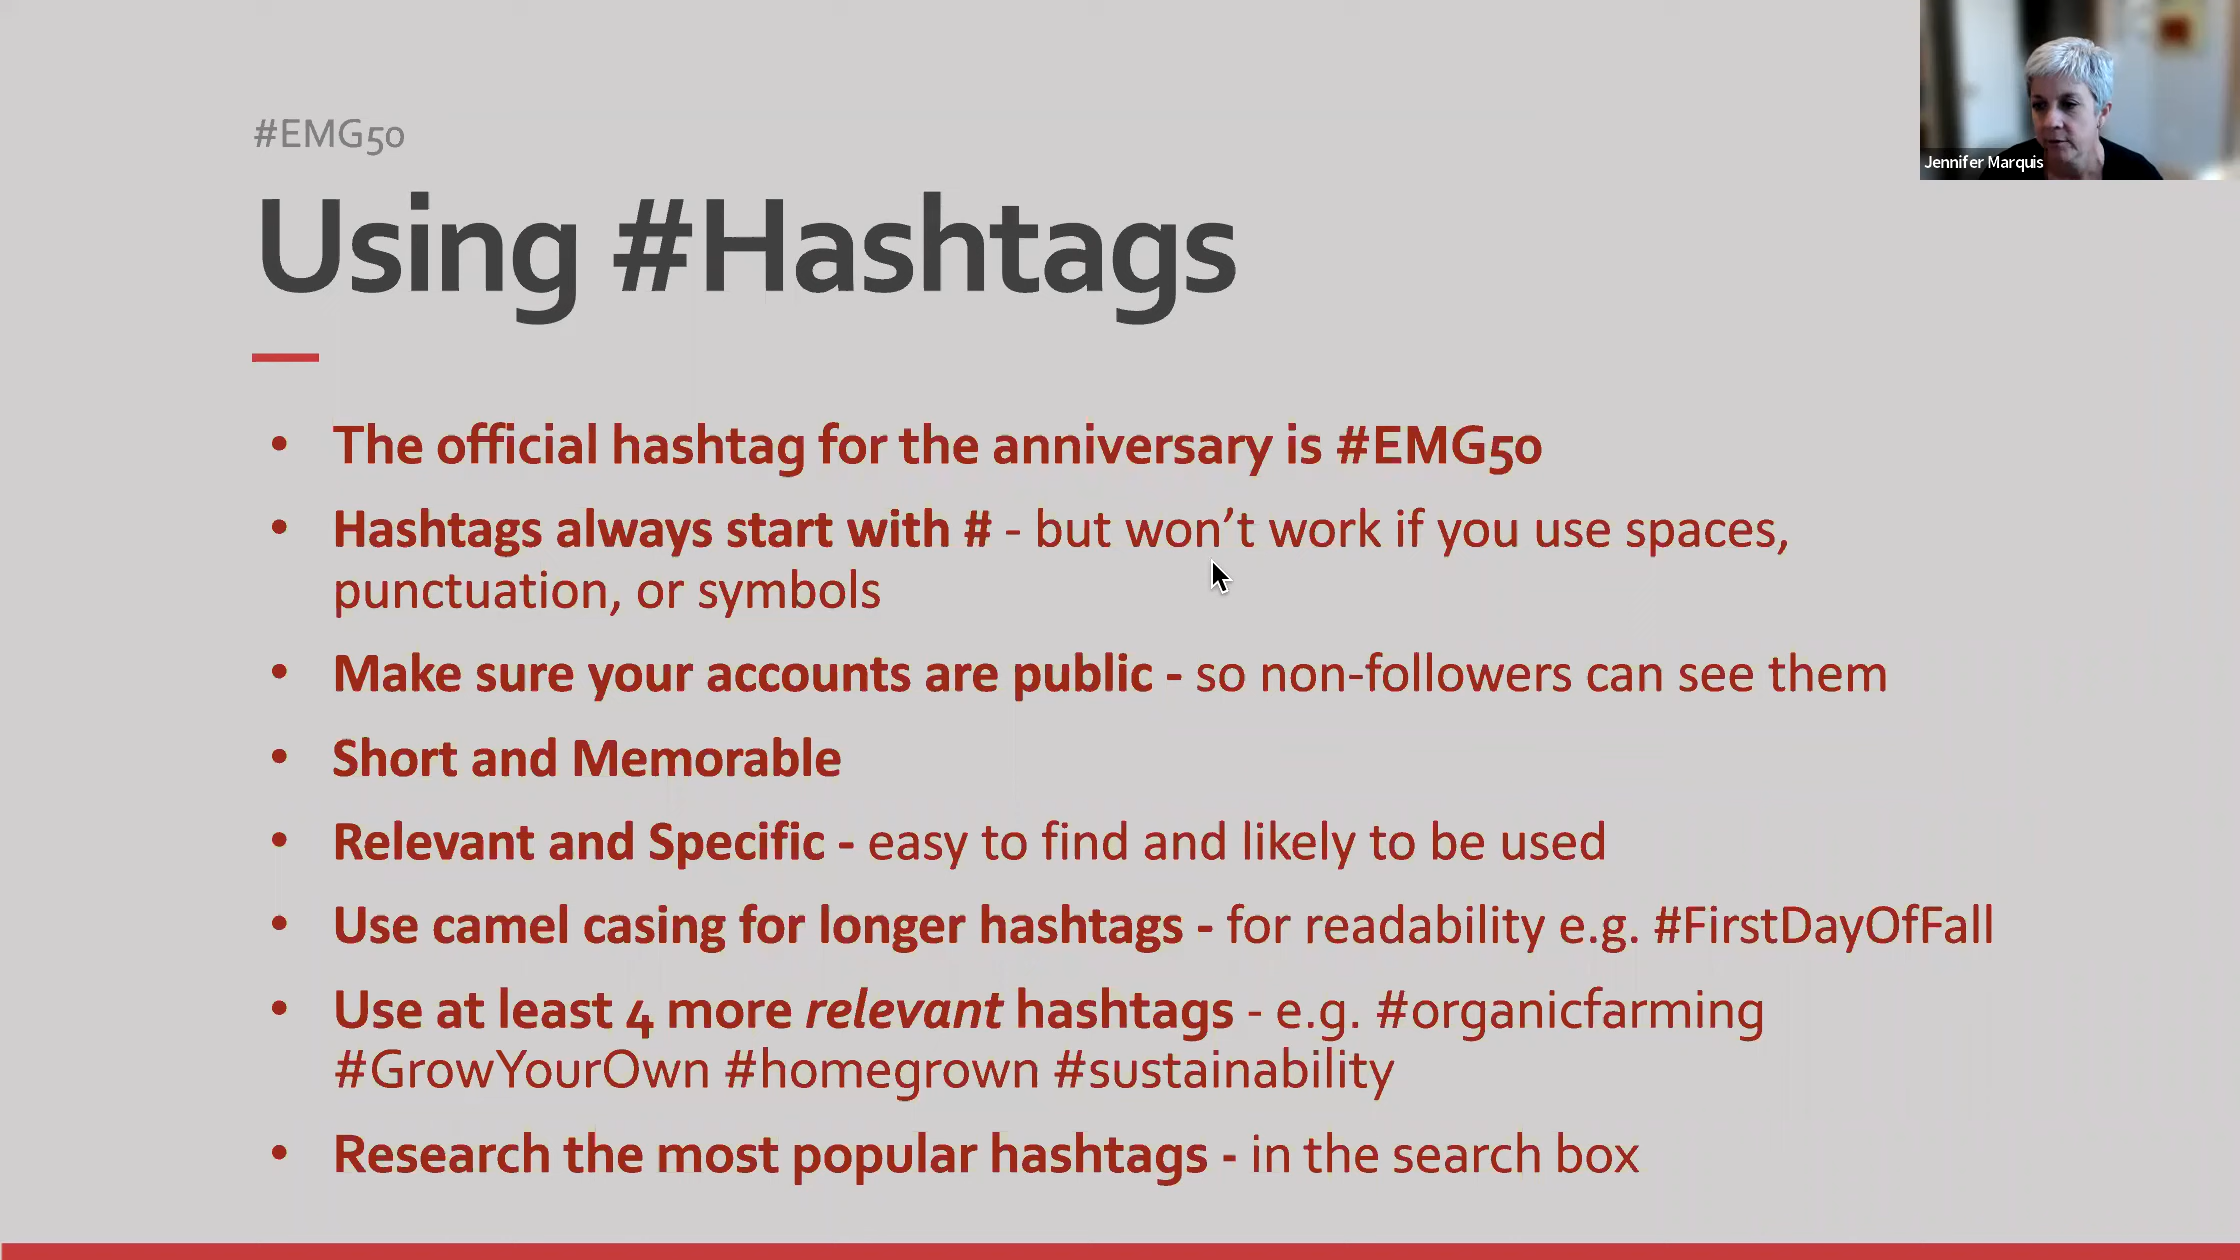 #EMG50
Using #Hashtags
Jennifer Marquis
• The official hashtag for the anniversary is #EMG50
• Hashtags always start with # - but won’t work if you use spaces,
punctuation, or symbols
• Make sure your accounts are public - so non-followers can see them
• Short and Memorable
• Relevant and Specific - easy to find and likely to be used
• Use camel casing for longer hashtags - for readability e.g. #FirstDayOfFall
• Use at least 4 more relevant hashtags - e.g. #organicfarming
#GrowYourOwn #homegrown #sustainability
• Research the most popular hashtags - in the search box